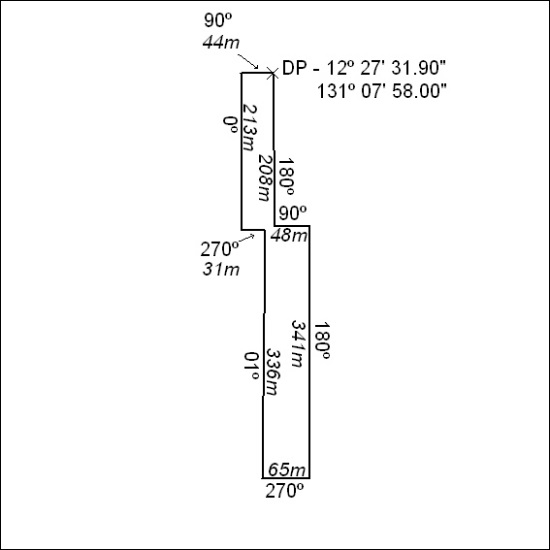 90º
44m
DP - 12º 27' 31.90"
131º 07' 58.00"
213m
0º
208m
180º
90º
48m
270º
31m
341m
180º
336m
01º
65m
270º